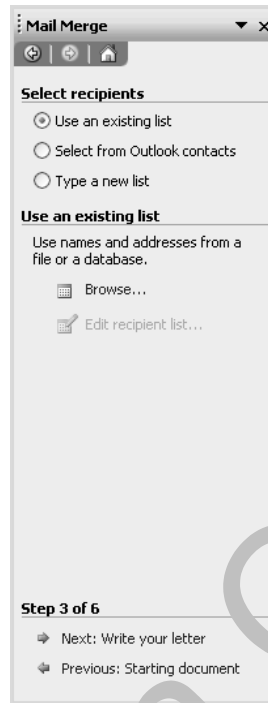 Mail Merge
Select recipients
Use an existing list
Select from Outlook contacts
Type a new list
Use an existing list
Use names and addresses from a
file or a database.
Browse...
Edit recipient list...
Step 3 of 6
Next: Write your letter
Previous: Starting document